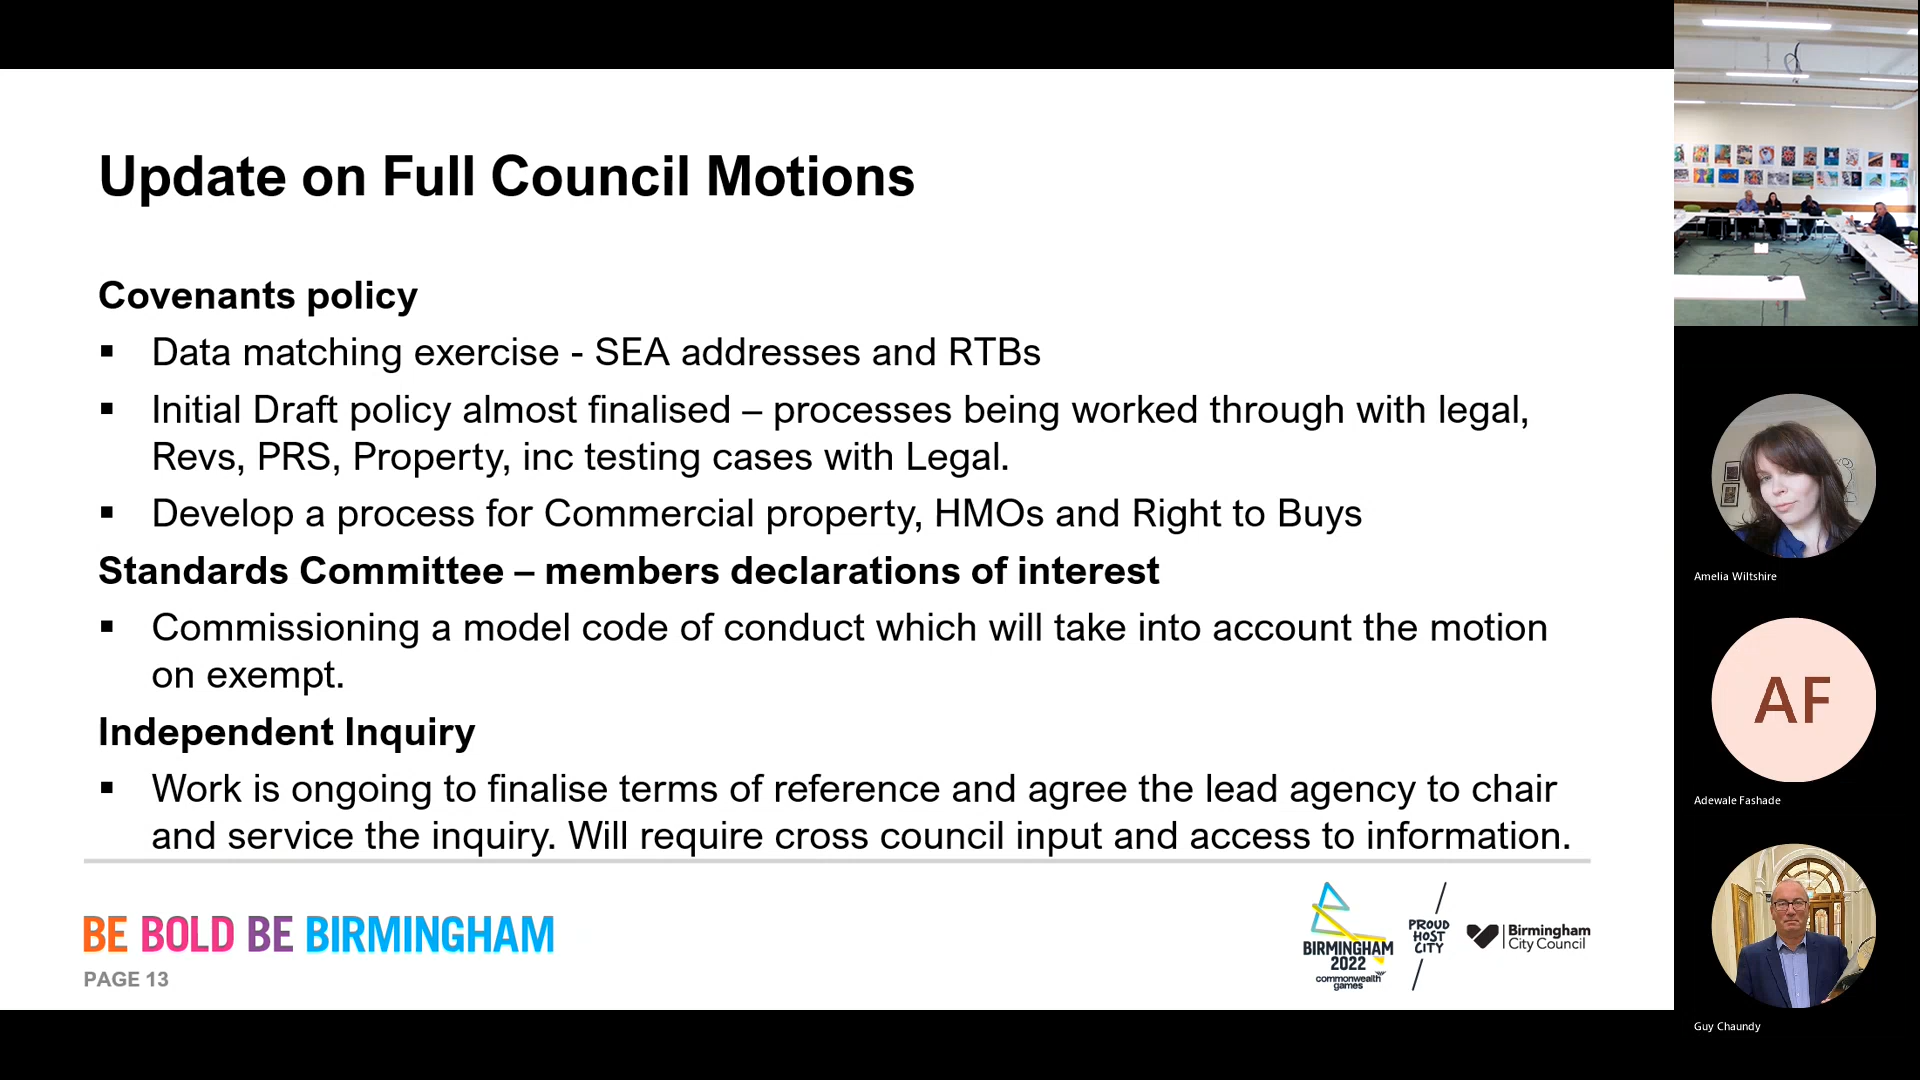 Update on Full Council Motions
Covenants policy
▪ Data matching exercise - SEA addresses and RTBs
▪ Initial Draft policy almost finalised – processes being worked through with legal,
Revs, PRS, Property, inc testing cases with Legal.
▪ Develop a process for Commercial property, HMOs and Right to Buys
Standards Committee – members declarations of interest
▪ Commissioning a model code of conduct which will take into account the motion
on exempt.
Independent Inquiry
▪ Work is ongoing to finalise terms of reference and agree the lead agency to chair
and service the inquiry. Will require cross council input and access to information.
BE BOLD BE BIRMINGHAM
PAGE 13
BIRMINGHAM
2022
commonwealth
games
PROUD
HOST
CITY
Birmingham
City Council
Amelia Wiltshire
AF
Adewale Fashade
Guy Chaundy